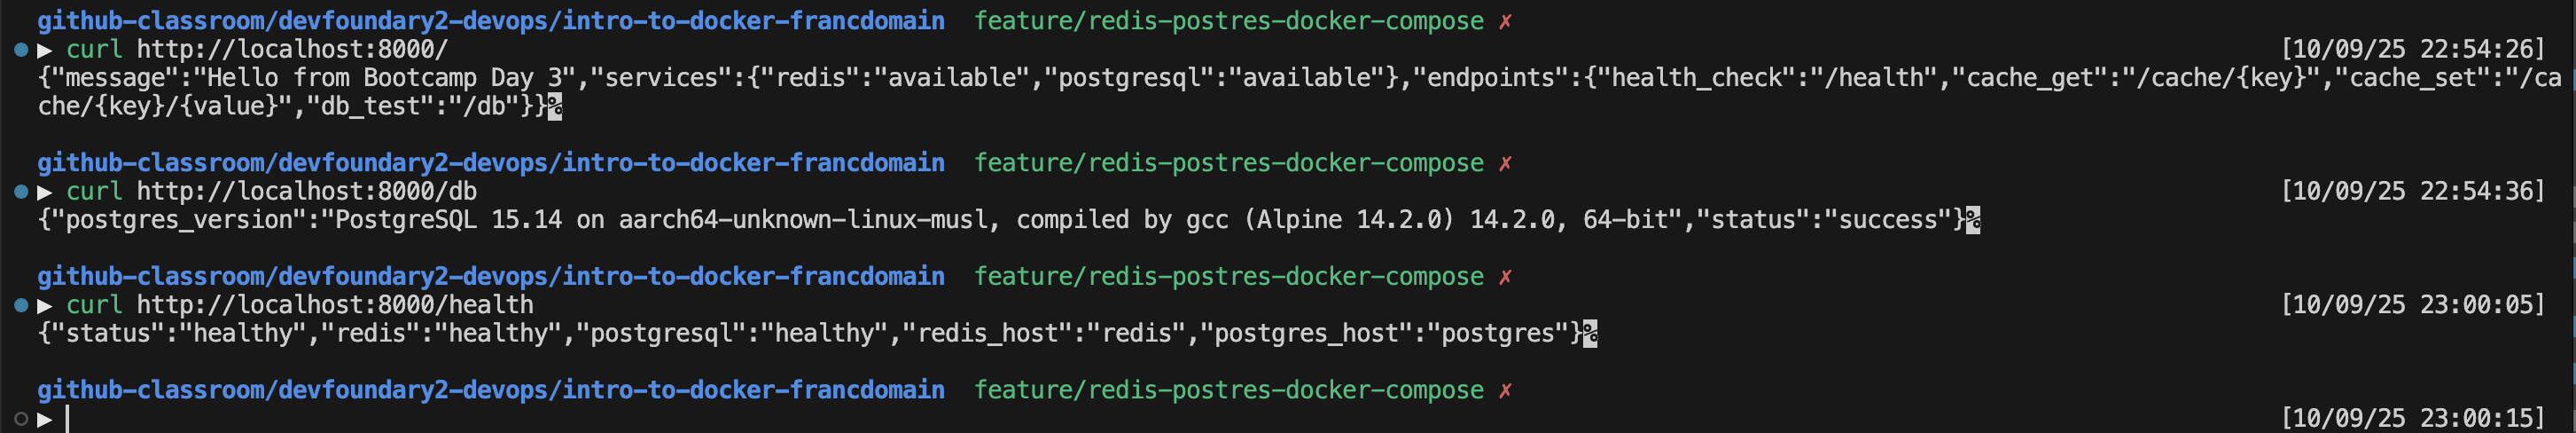 github-classroom/devfoundary2-devops/intro-to-docker-francdomain feature/redis-postres-docker-compose ✗
▶ curl http://localhost:8000/ [10/09/25 22:54:26]
{"message":"Hello from Bootcamp Day 3","services":{"redis":"available","postgresql":"available"},"endpoints":{"health_check":"/health","cache_get":"/cache/{key}","cache_set":"/ca
che/{key}/{value}","db_test":"/db"}}%
github-classroom/devfoundary2-devops/intro-to-docker-francdomain feature/redis-postres-docker-compose ✗
▶ curl http://localhost:8000/db [10/09/25 22:54:36]
{"postgres_version":"PostgreSQL 15.14 on aarch64-unknown-linux-musl, compiled by gcc (Alpine 14.2.0) 14.2.0, 64-bit","status":"success"}%
github-classroom/devfoundary2-devops/intro-to-docker-francdomain feature/redis-postres-docker-compose ✗
▶ curl http://localhost:8000/health [10/09/25 23:00:05]
{"status":"healthy","redis":"healthy","postgresql":"healthy","redis_host":"redis","postgres_host":"postgres"}%
github-classroom/devfoundary2-devops/intro-to-docker-francdomain feature/redis-postres-docker-compose ✗
▶ [10/09/25 23:00:15]